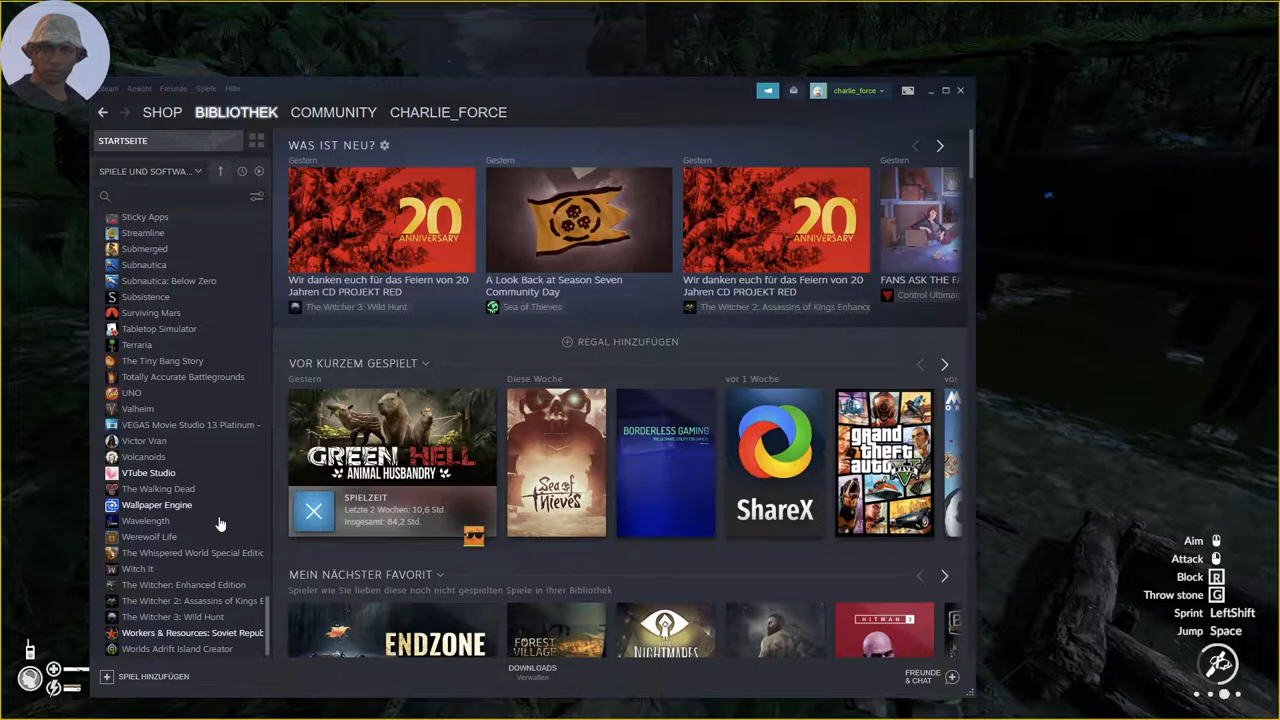 Steam Ansicht Freunde Spiele Hilfe
charlie_force
SHOP BIBLIOTHEK COMMUNITY CHARLIE_FORCE
STARTSEITE
SPIELE UND SOFTWA...
Sticky Apps
Streamline
Submerged
Subnautica
Subnautica: Below Zero
Subsistence
Surviving Mars
Tabletop Simulator
Terraria
The Tiny Bang Story
Totally Accurate Battlegrounds
UNO
Valheim
VEGAS Movie Studio 13 Platinum -
Victor Vran
Volcanoids
VTube Studio
The Walking Dead
Wallpaper Engine
Wavelength
Werewolf Life
The Whispered World Special Editic
Witch It
The Witcher: Enhanced Edition
The Witcher 2: Assassins of Kings E
The Witcher 3: Wild Hunt
Workers & Resources: Soviet Repub
Worlds Adrift Island Creator
SPIEL HINZUFÜGEN
WAS IST NEU?
Gestern
Gestern
Gestern
Gestern
20
th
ANNIVERSARY
20
th
ANNIVERSARY
Wir danken euch für das Feiern von 20
Jahren CD PROJEKT RED
The Witcher 3: Wild Hunt
A Look Back at Season Seven
Community Day
Sea of Thieves
Wir danken euch für das Feiern von 20
Jahren CD PROJEKT RED
The Witcher 2: Assassins of Kings Enhance
FANS ASK THE FA
Control Ultimat
REGAL HINZUFÜGEN
VOR KURZEM GESPIELT
Gestern
Diese Woche
vor 1 Woche
vor
GREEN HELL
ANIMAL HUSBANDRY
SPIELZEIT
Letzte 2 Wochen: 10,6 Std.
Insgesamt: 84,2 Std.
Sea of
Thieves
BORDERLESS GAMING
ShareX
grand
theft
auto
V
MEIN NÄCHSTER FAVORIT
Spieler wie Sie lieben diese noch nicht gespielten Spiele in Ihrer Bibliothek
ENDZONE
FOREST
VILLAGE
LITTLE
NIGHTMARES
HITMAN 3
DOWNLOADS
Verwalten
FREUNDE
& CHAT
Aim
Attack
Block R
Throw stone G
Sprint LeftShift
Jump Space